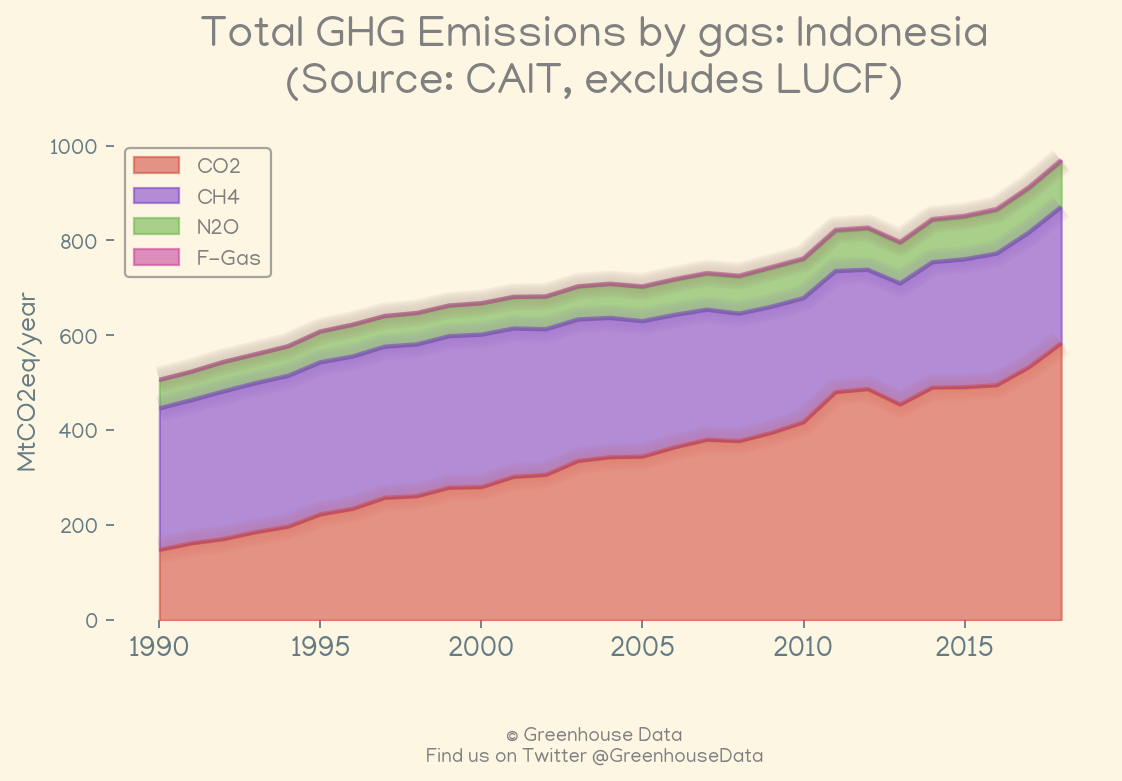 Total GHG Emissions by gas: Indonesia
(Source: CAIT, excludes LUCF)
1000
800
600
400
200
0
MtCO2eq/year
CO2
CH4
N2O
F-Gas
1990 1995 2000 2005 2010 2015
© Greenhouse Data
Find us on Twitter @GreenhouseData